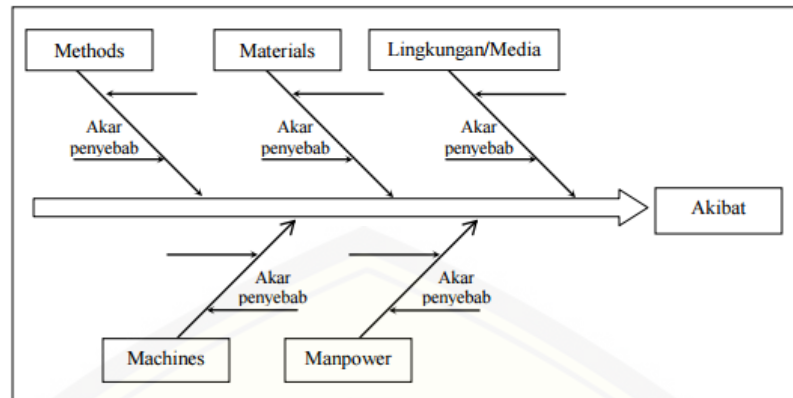 Methods
Materials
Lingkungan/Media
Akar
penyebab
Akar
penyebab
Akar
penyebab
Akibat
Akar
penyebab
Akar
penyebab
Machines
Manpower